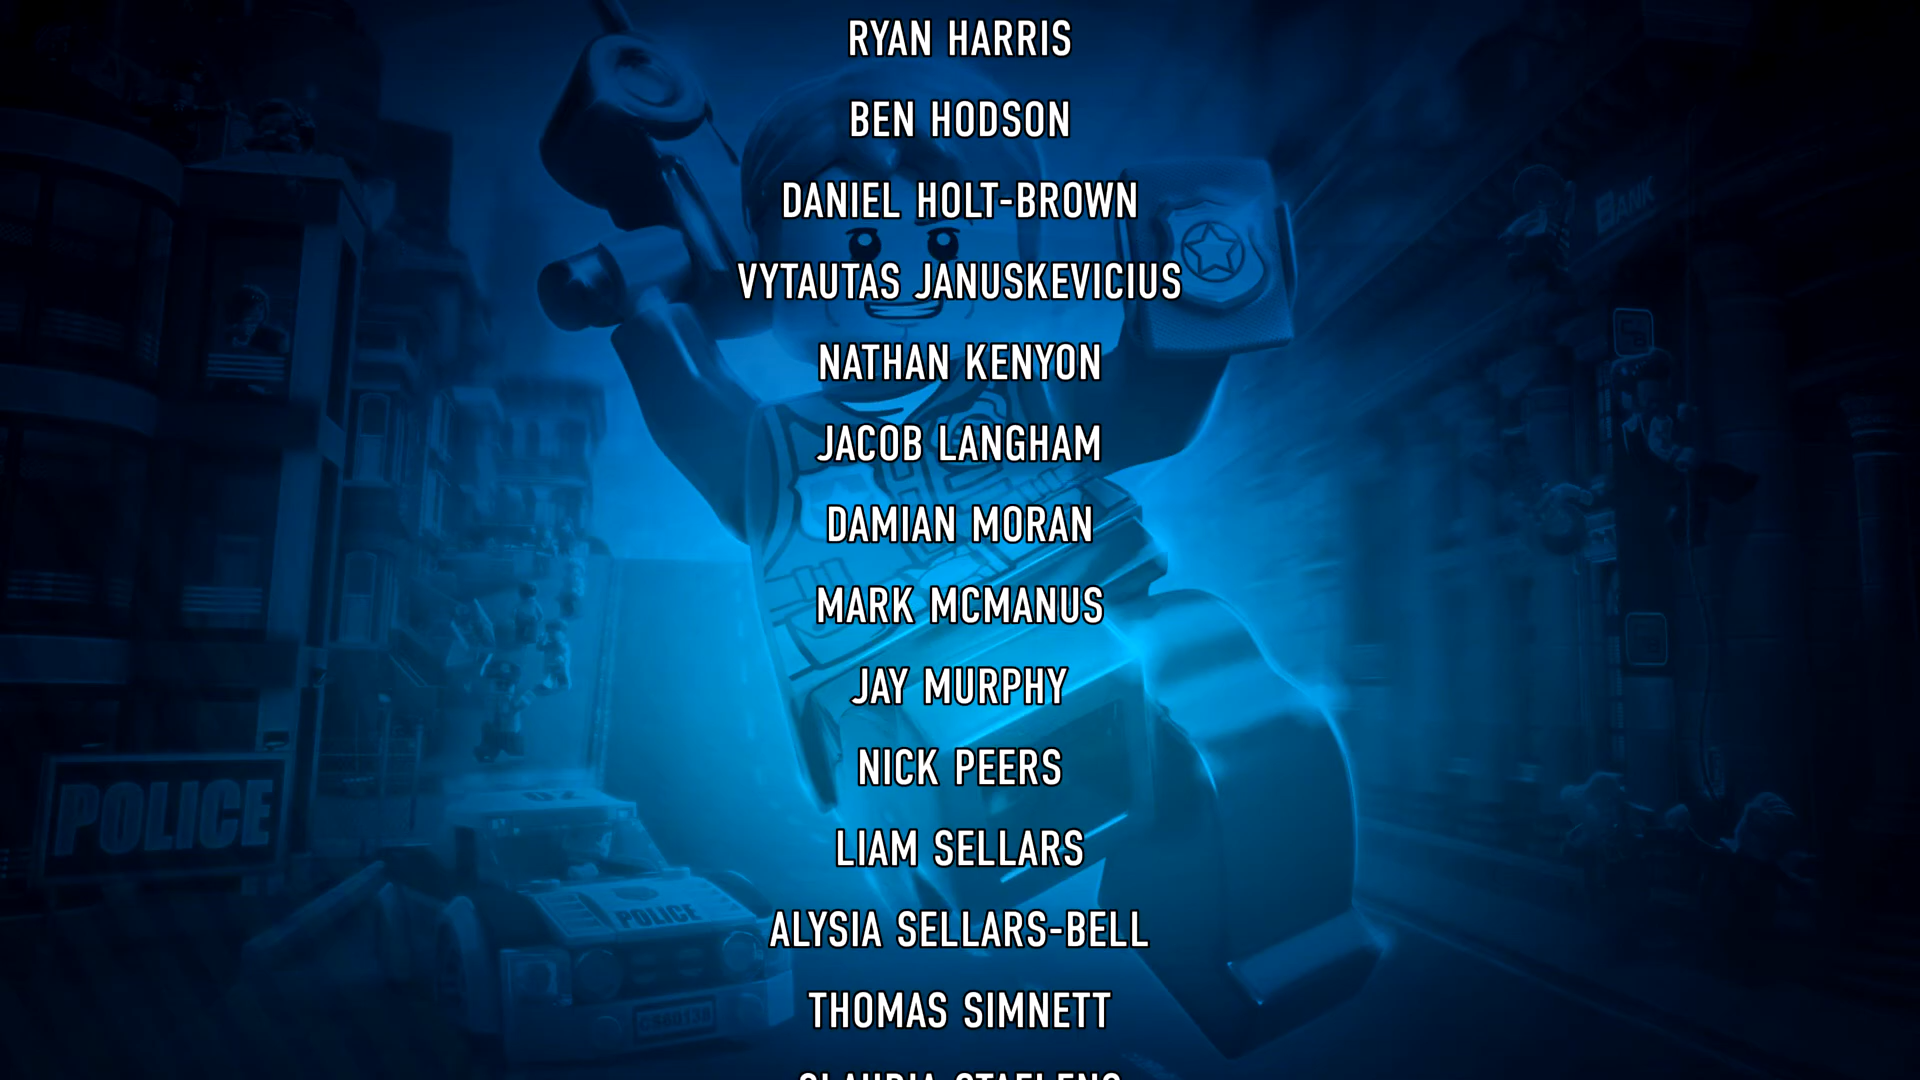 RYAN HARRIS
BEN HODSON
DANIEL HOLT-BROWN
BANK
VYTAUTAS JANUSKEVICIUS
NATHAN KENYON
JACOB LANGHAM
DAMIAN MORAN
MARK MCMANUS
JAY MURPHY
NICK PEERS
POLICE
02
LIAM SELLARS
POLICE
ALYSIA SELLARS-BELL
THOMAS SIMNETT